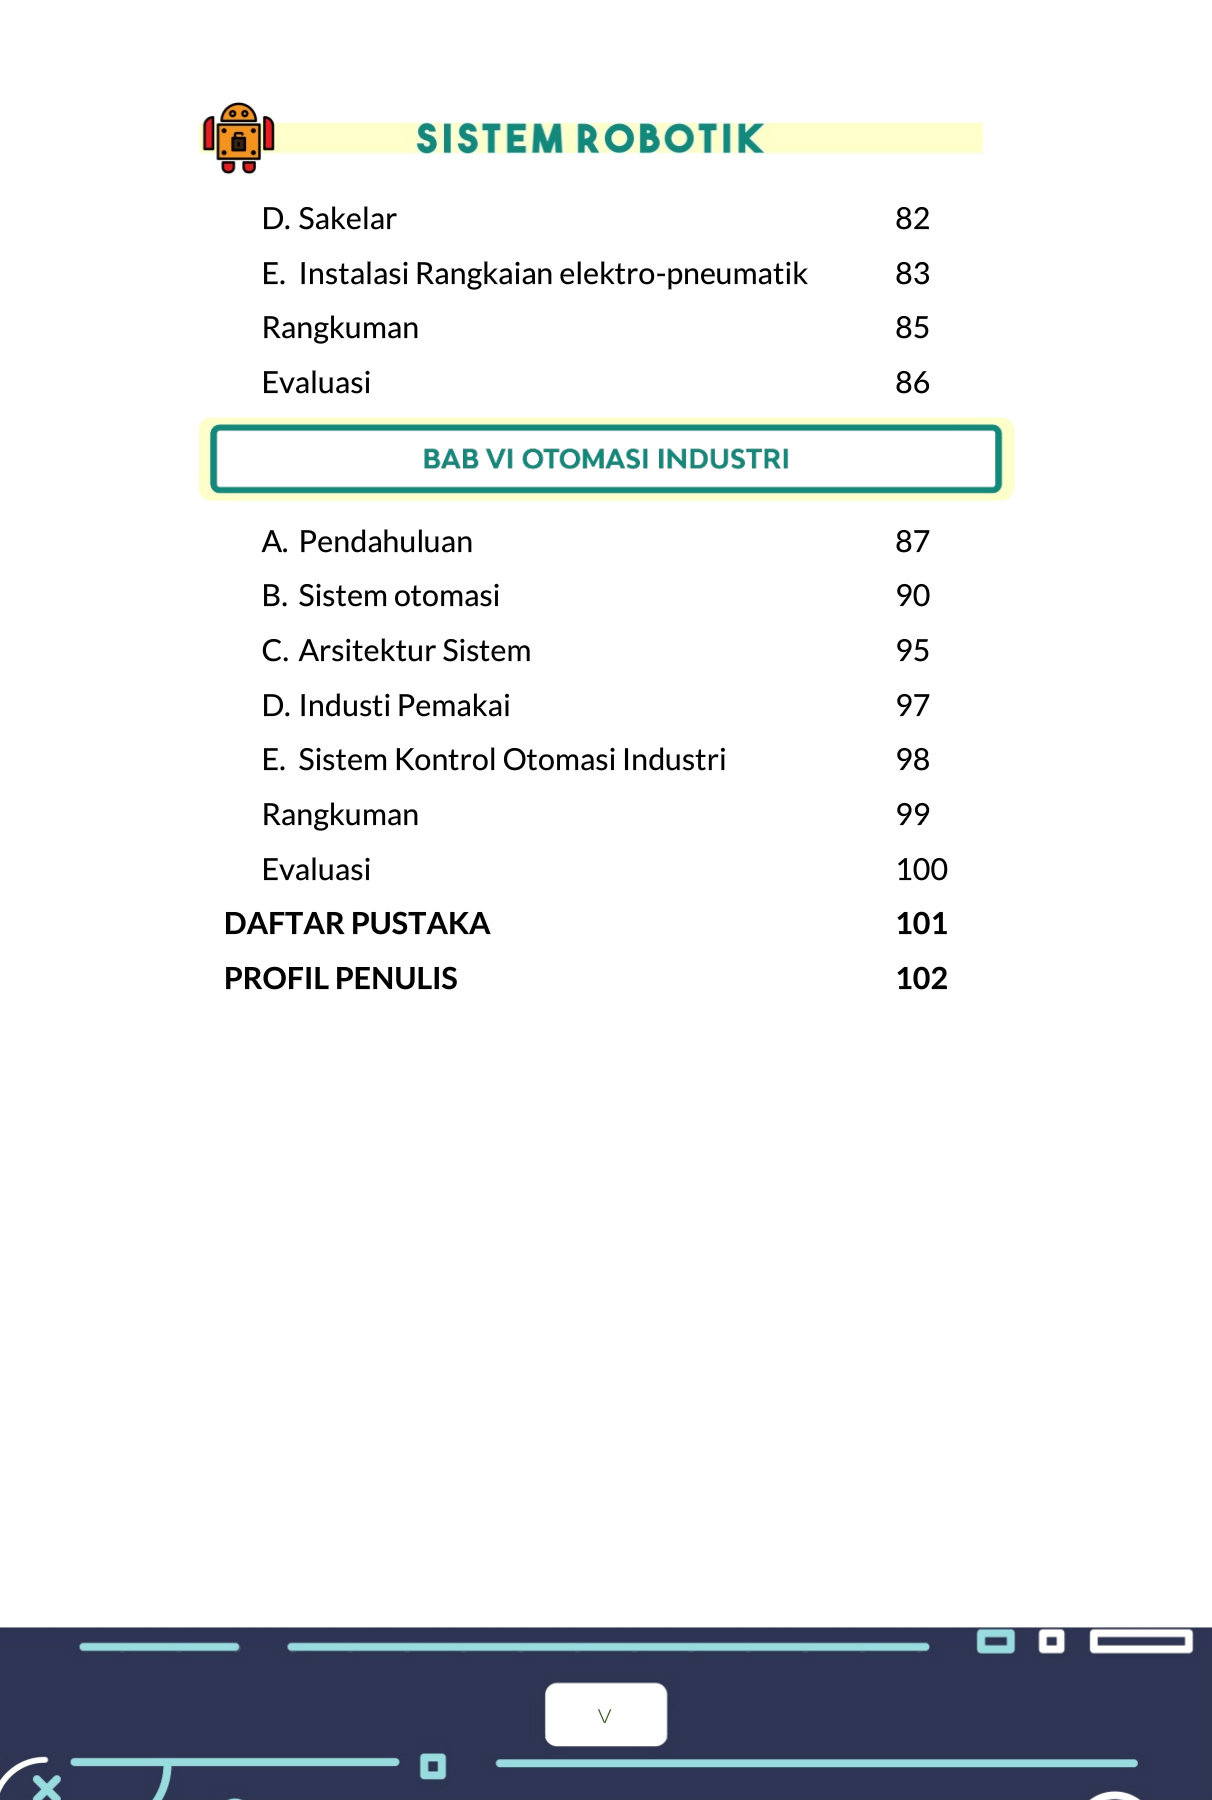 SISTEM ROBOTIK
D. Sakelar 82
E. Instalasi Rangkaian elektro-pneumatik 83
Rangkuman 85
Evaluasi 86
BAB VI OTOMASI INDUSTRI
A. Pendahuluan 87
B. Sistem otomasi 90
C. Arsitektur Sistem 95
D. Industi Pemakai 97
E. Sistem Kontrol Otomasi Industri 98
Rangkuman 99
Evaluasi 100
DAFTAR PUSTAKA 101
PROFIL PENULIS 102
V